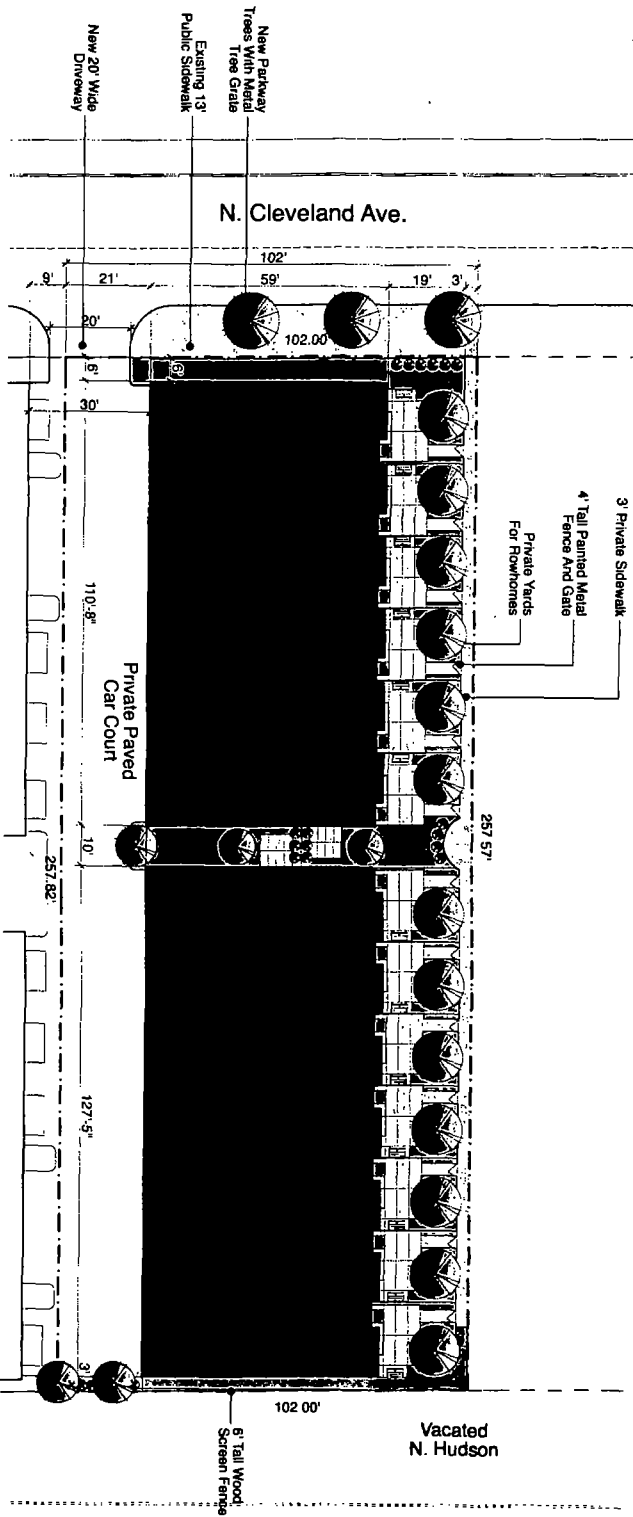 New Parkway
Trees With Metal
Tree Grate
Existing 13'
Public Sidewalk
New 20' Wide
Driveway
N. Cleveland Ave.
102'
9'
21'
59'
19'
3'
20'
102.00'
6'
6'
30'
3' Private Sidewalk
4' Tall Painted Metal
Fence And Gate
Private Yards
For Rowhomes
110'-8"
Private Paved
Car Court
10'
257 57'
257.82'
127'-5"
3'
102 00'
6' Tall Wood
Screen Fence
Vacated
N. Hudson